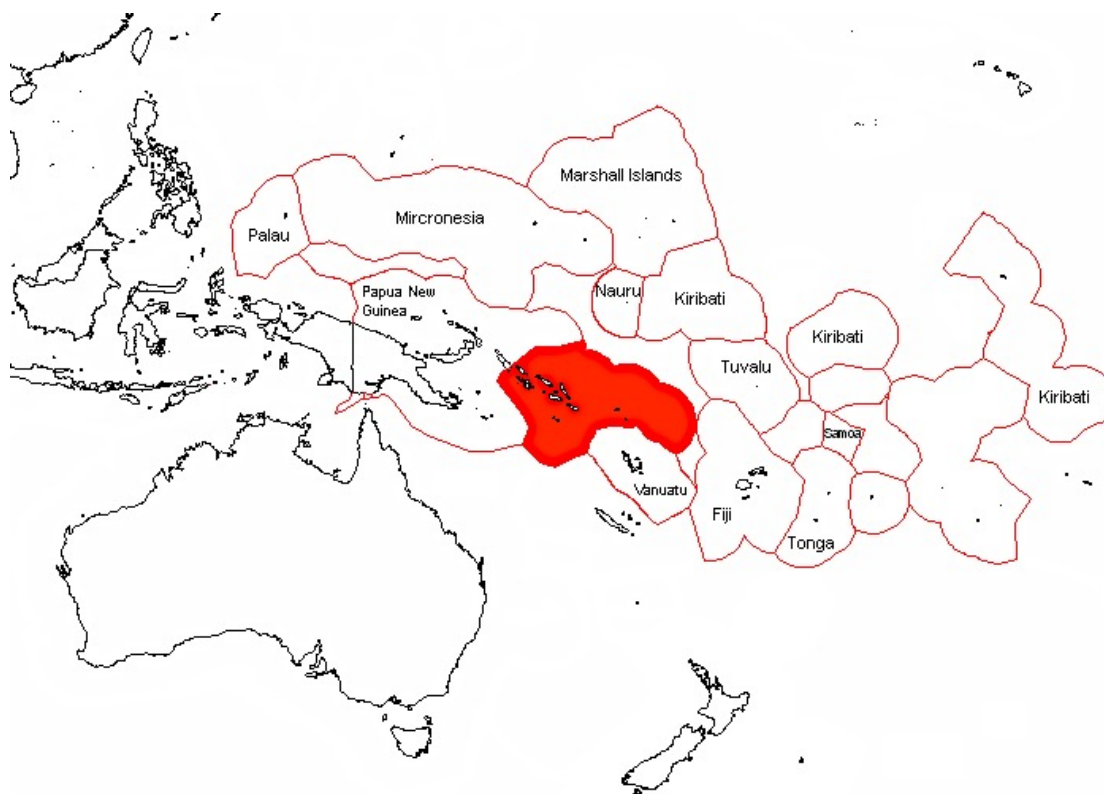 Marshall Islands
Mircronesia
Palau
Papua New
Guinea
Nauru
Kiribati
Kiribati
Tuvalu
Kiribati
Samoa
Vanuatu
Fiji
Tonga